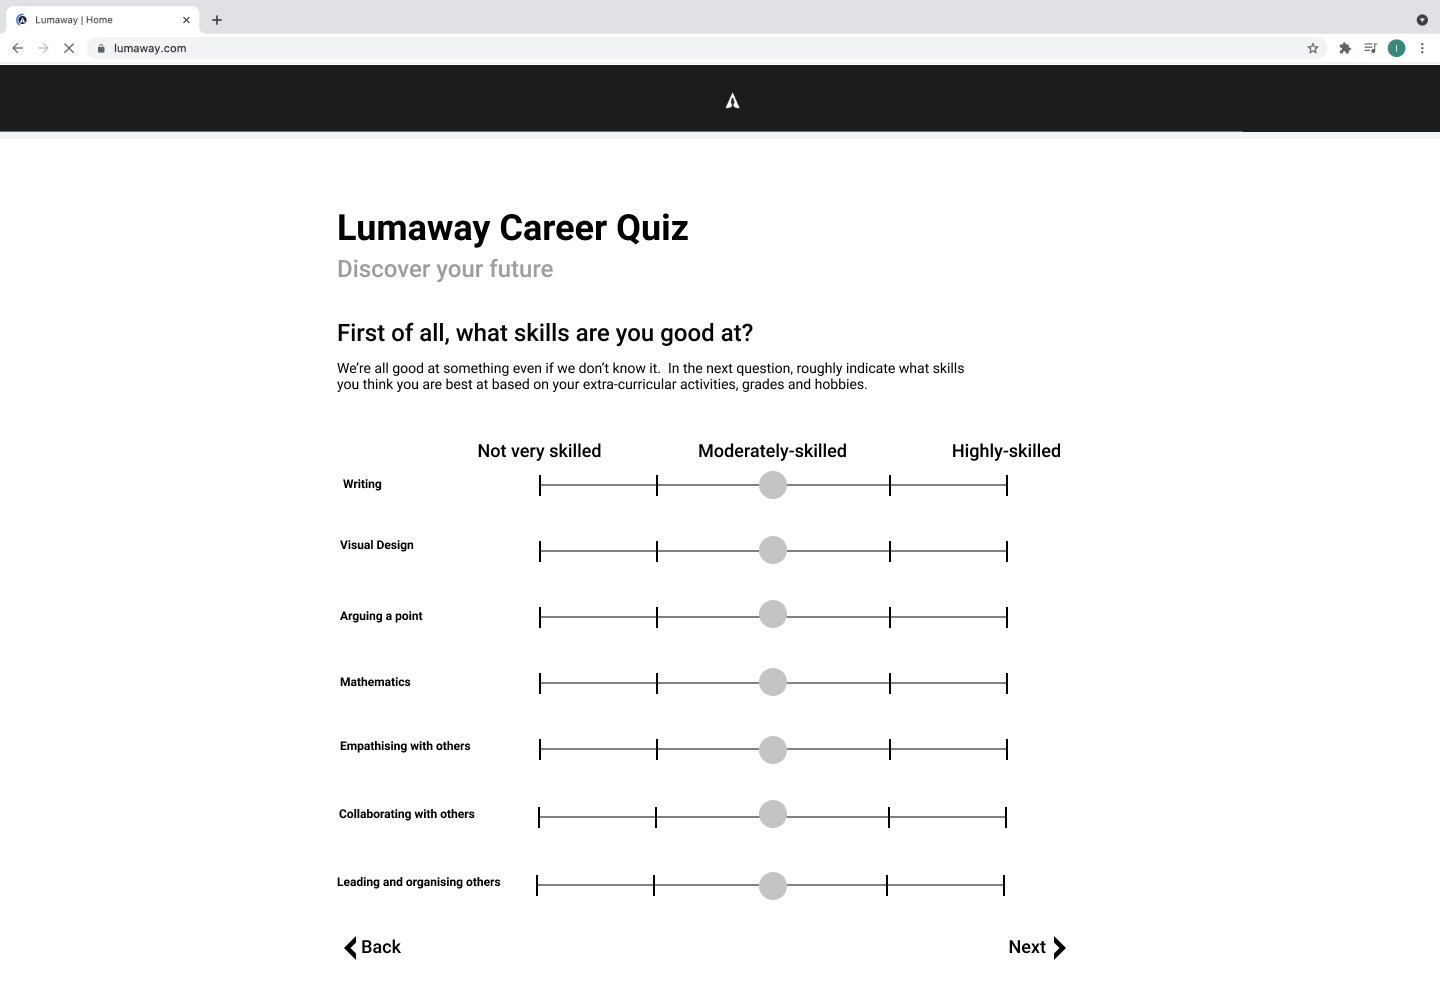 Lumaway | Home
lumaway.com
I
Lumaway Career Quiz
Discover your future
First of all, what skills are you good at?
We’re all good at something even if we don’t know it.  In the next question, roughly indicate what skills
you think you are best at based on your extra-curricular activities, grades and hobbies.
Not very skilled Moderately-skilled Highly-skilled
Writing
Visual Design
Arguing a point
Mathematics
Empathising with others
Collaborating with others
Leading and organising others
Back Next